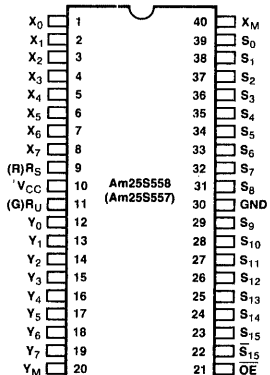 X0 1 40 XM
X1 2 39 S0
X2 3 38 S1
X3 4 37 S2
X4 5 36 S3
X5 6 35 S4
X6 7 34 S5
X7 8 33 S6
(R)RS 9 32 S7
VCC 10 Am25S558 31 S8
(G)RU 11 (Am25S557) 30 GND
Y0 12 29 S9
Y1 13 28 S10
Y2 14 27 S11
Y3 15 26 S12
Y4 16 25 S13
Y5 17 24 S14
Y6 18 23 S15
Y7 19 22 S̅15
YM 20 21 O̅E̅